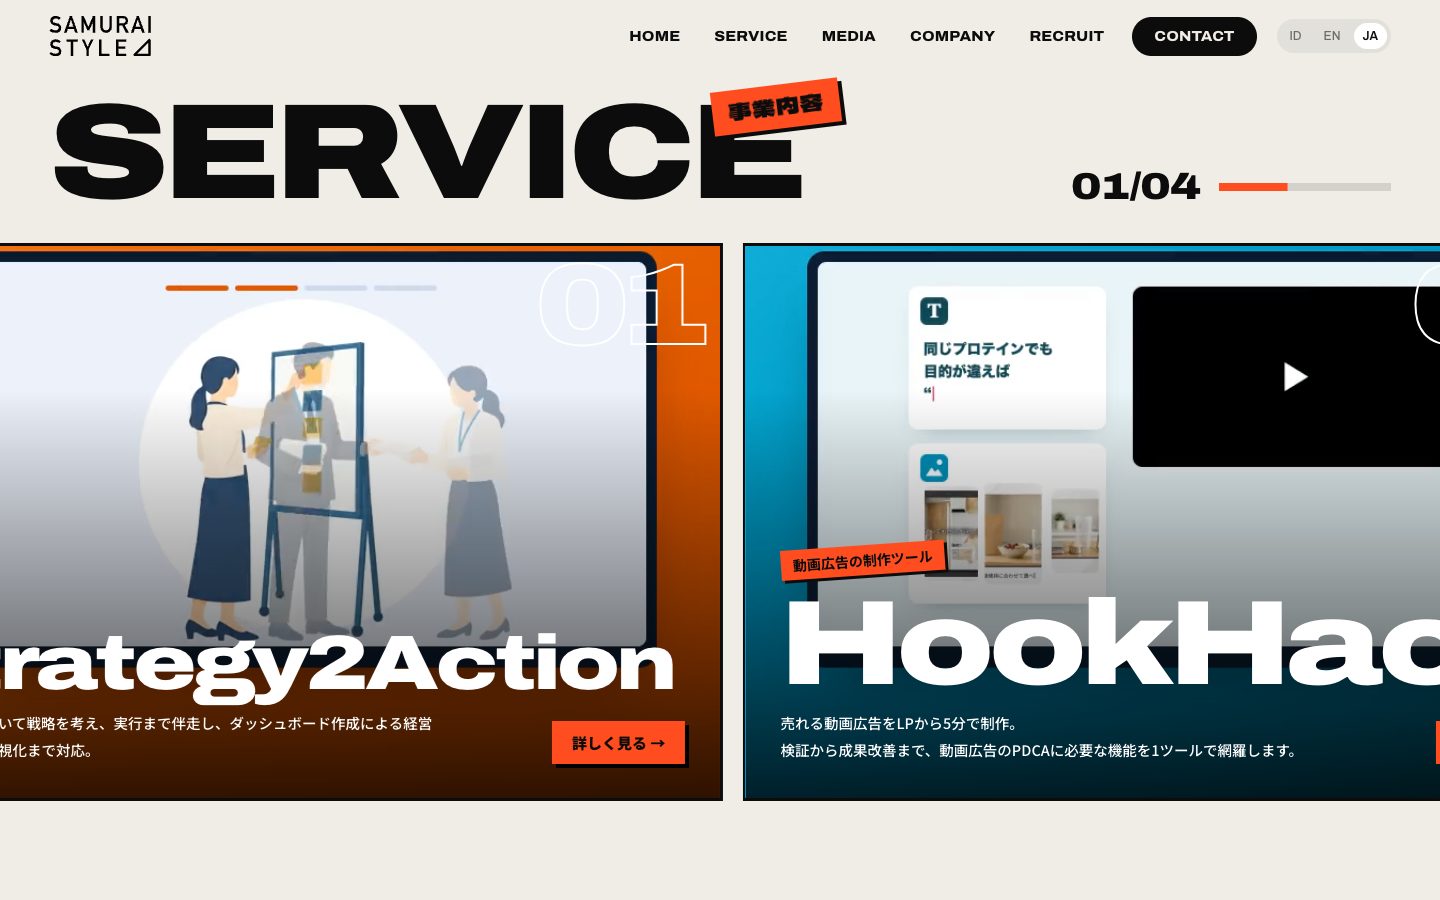 SAMURAI
STYLE
HOME SERVICE MEDIA COMPANY RECRUIT CONTACT ID EN JA
SERVICE
事業内容
01/04
01
rategy2Action
いて戦略を考え、実行まで伴走し、ダッシュボード作成による経営
視化まで対応。
詳しく見る →
T
同じプロテインでも
目的が違えば
“
動画広告の制作ツール
HookHac
売れる動画広告をLPから5分で制作。
検証から成果改善まで、動画広告のPDCAに必要な機能を1ツールで網羅します。